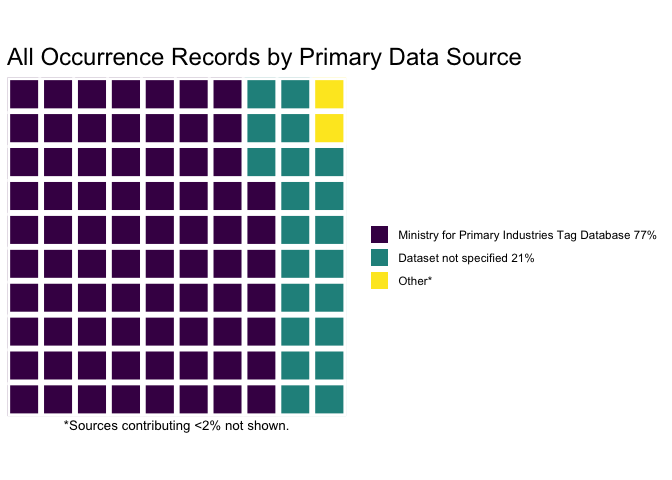 All Occurrence Records by Primary Data Source
Ministry for Primary Industries Tag Database 77%
Dataset not specified 21%
Other*
*Sources contributing <2% not shown.